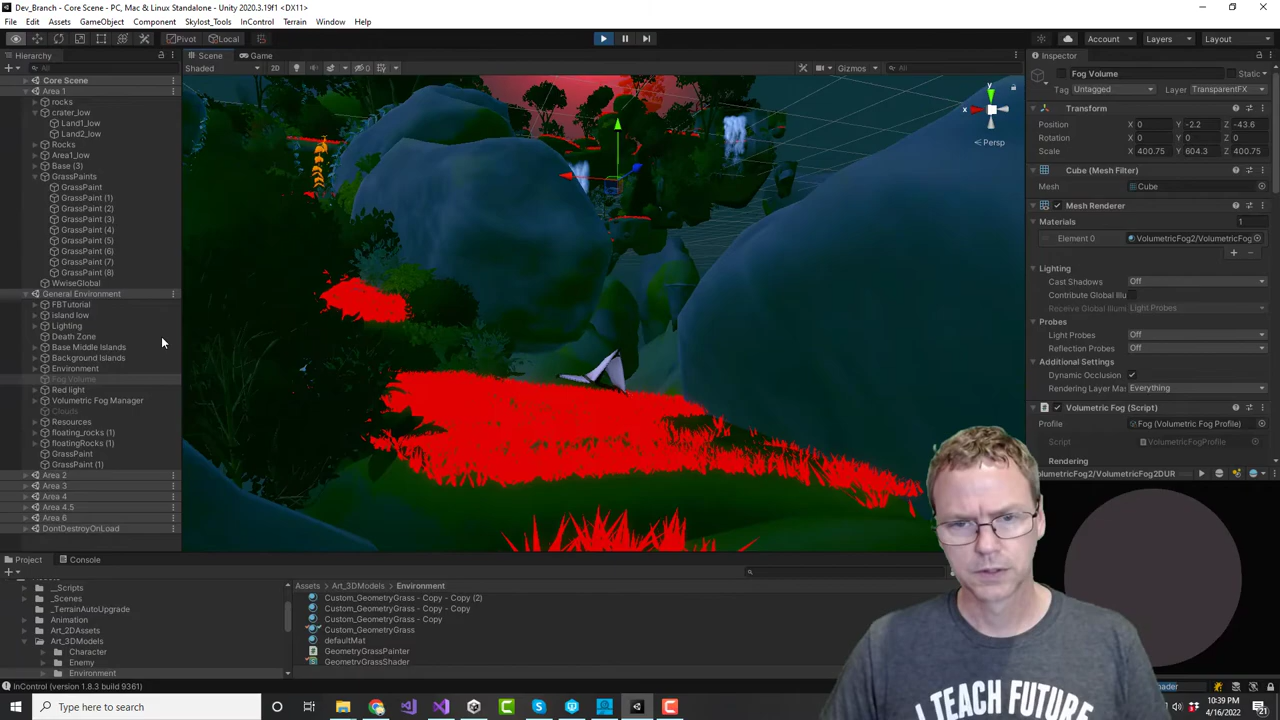 Dev_Branch - Core Scene - PC, Mac & Linux Standalone - Unity 2020.3.19f1 <DX11>
File Edit Assets GameObject Component Skylost_Tools InControl Terrain Window Help
Pivot Local
Account Layers Layout
Hierarchy
All
Core Scene
Area 1
rocks
crater_low
Land1_low
Land2_low
Rocks
Area1_low
Base (3)
GrassPaints
GrassPaint
GrassPaint (1)
GrassPaint (2)
GrassPaint (3)
GrassPaint (4)
GrassPaint (5)
GrassPaint (6)
GrassPaint (7)
GrassPaint (8)
WwiseGlobal
General Environment
FBTutorial
island low
Lighting
Death Zone
Base Middle Islands
Background Islands
Environment
Fog Volume
Red light
Volumetric Fog Manager
Clouds
Resources
floating_rocks (1)
floatingRocks (1)
GrassPaint
GrassPaint (1)
Area 2
Area 3
Area 4
Area 4.5
Area 6
DontDestroyOnLoad
Scene Game
Shaded 2D 0 Gizmos All
y
x
Persp
Inspector
Fog Volume Static
Tag Untagged Layer TransparentFX
Transform
Position X 0 Y -2.2 Z -43.6
Rotation X 0 Y 0 Z 0
Scale X 400.75 Y 604.3 Z 400.75
Cube (Mesh Filter)
Mesh Cube
Mesh Renderer
Materials 1
Element 0 VolumetricFog2/VolumetricFog
Lighting
Cast Shadows Off
Contribute Global Illu
Receive Global Illu Light Probes
Probes
Light Probes Off
Reflection Probes Off
Additional Settings
Dynamic Occlusion
Rendering Layer Mas Everything
Volumetric Fog (Script)
Profile Fog (Volumetric Fog Profile)
Script VolumetricFogProfile
Rendering
olumetricFog2/VolumetricFog2DUR
Project Console
__Scripts
_Scenes
_TerrainAutoUpgrade
Animation
Art_2DAssets
Art_3DModels
Character
Enemy
Environment
Assets > Art_3DModels > Environment
Custom_GeometryGrass - Copy - Copy (2)
Custom_GeometryGrass - Copy - Copy
Custom_GeometryGrass - Copy
Custom_GeometryGrass
defaultMat
GeometryGrassPainter
GeometryGrassShader
InControl (version 1.8.3 build 9361)
I TEACH FUTURE
Type here to search
10:39 PM
4/16/2022